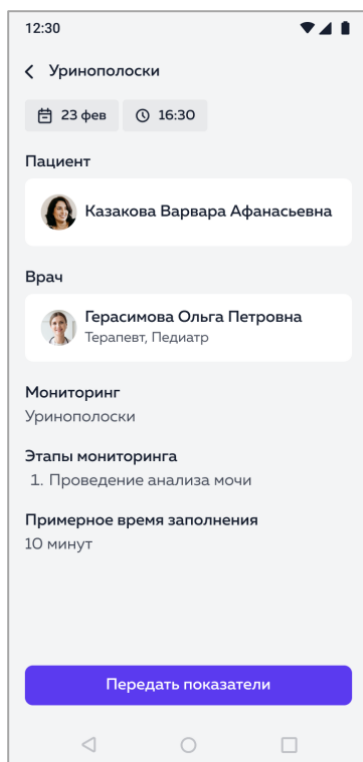 12:30
Уринополоски
23 фев 16:30
Пациент
Казакова Варвара Афанасьевна
Врач
Герасимова Ольга Петровна
Терапевт, Педиатр
Мониторинг
Уринополоски
Этапы мониторинга
1. Проведение анализа мочи
Примерное время заполнения
10 минут
Передать показатели